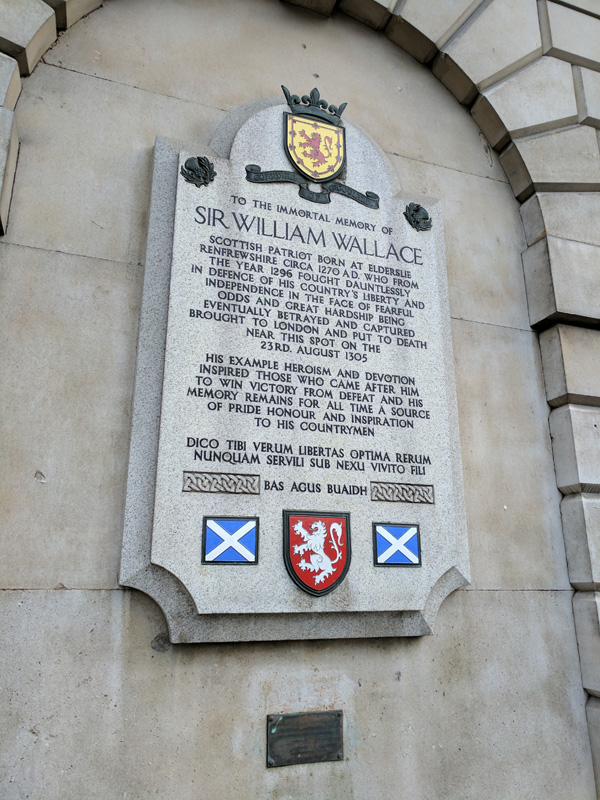 TO THE IMMORTAL MEMORY OF
SIR WILLIAM WALLACE
SCOTTISH PATRIOT BORN AT ELDERSLIE
RENFREWSHIRE CIRCA 1270 A.D. WHO FROM
THE YEAR 1296 FOUGHT DAUNTLESSLY
IN DEFENCE OF HIS COUNTRY'S LIBERTY AND
INDEPENDENCE IN THE FACE OF FEARFUL
ODDS AND GREAT HARDSHIP BEING
EVENTUALLY BETRAYED AND CAPTURED
BROUGHT TO LONDON AND PUT TO DEATH
NEAR THIS SPOT ON THE
23RD. AUGUST 1305
HIS EXAMPLE HEROISM AND DEVOTION
INSPIRED THOSE WHO CAME AFTER HIM
TO WIN VICTORY FROM DEFEAT AND HIS
MEMORY REMAINS FOR ALL TIME A SOURCE
OF PRIDE HONOUR AND INSPIRATION
TO HIS COUNTRYMEN
DICO TIBI VERUM LIBERTAS OPTIMA RERUM
NUNQUAM SERVILI SUB NEXU VIVITO FILI
BAS AGUS BUAIDH